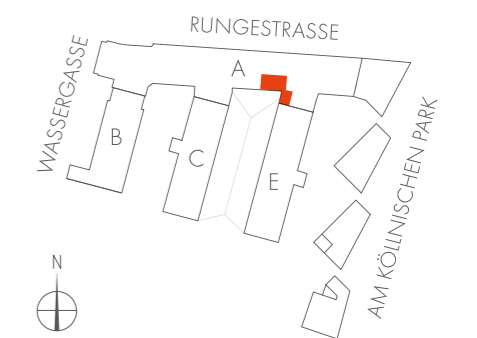 RUNGESTRASSE
WASSERGASSE
A
B
C
E
AM KÖLLNISCHEN PARK
N